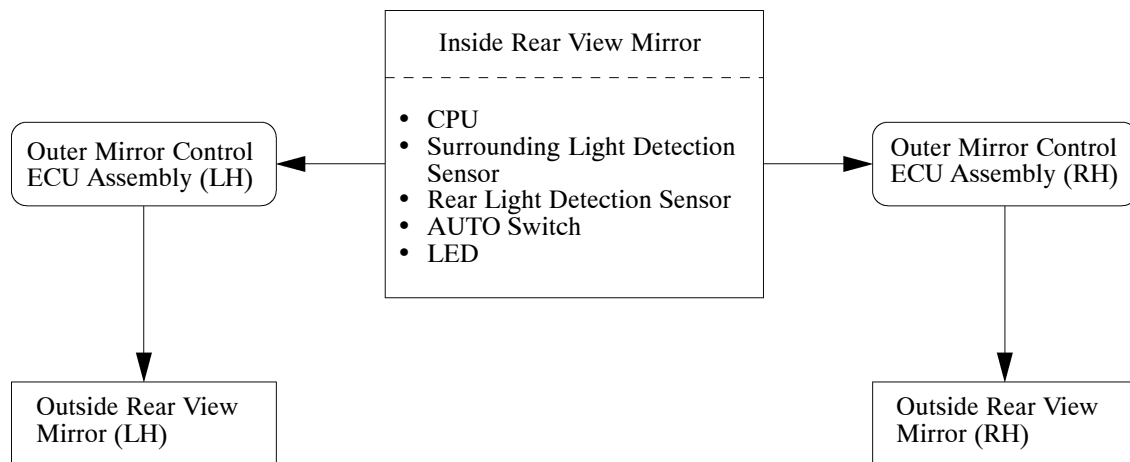 Inside Rear View Mirror
• CPU
• Surrounding Light Detection
Sensor
• Rear Light Detection Sensor
• AUTO Switch
• LED
Outer Mirror Control
ECU Assembly (LH)
Outer Mirror Control
ECU Assembly (RH)
Outside Rear View
Mirror (LH)
Outside Rear View
Mirror (RH)